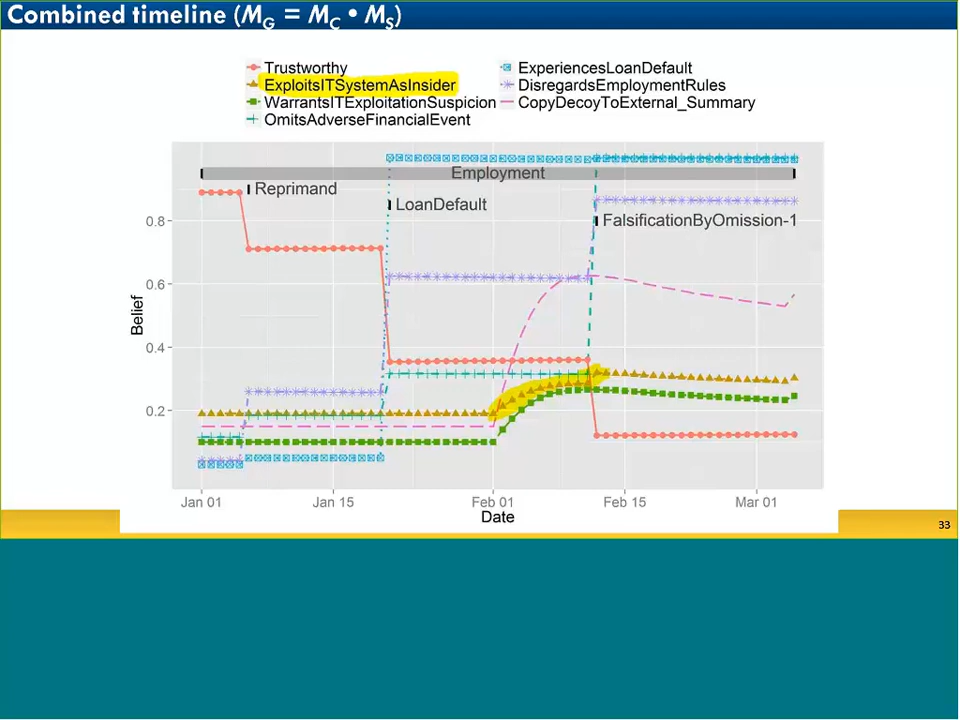 Combined timeline (MG = MC • MS)
Trustworthy
ExploitsITSystemAsInsider
WarrantsITExploitationSuspicion
OmitsAdverseFinancialEvent
ExperiencesLoanDefault
DisregardsEmploymentRules
CopyDecoyToExternal_Summary
Employment
Reprimand
LoanDefault
FalsificationByOmission-1
0.8
0.6
0.4
0.2
Belief
Jan 01
Jan 15
Feb 01
Feb 15
Mar 01
Date
33